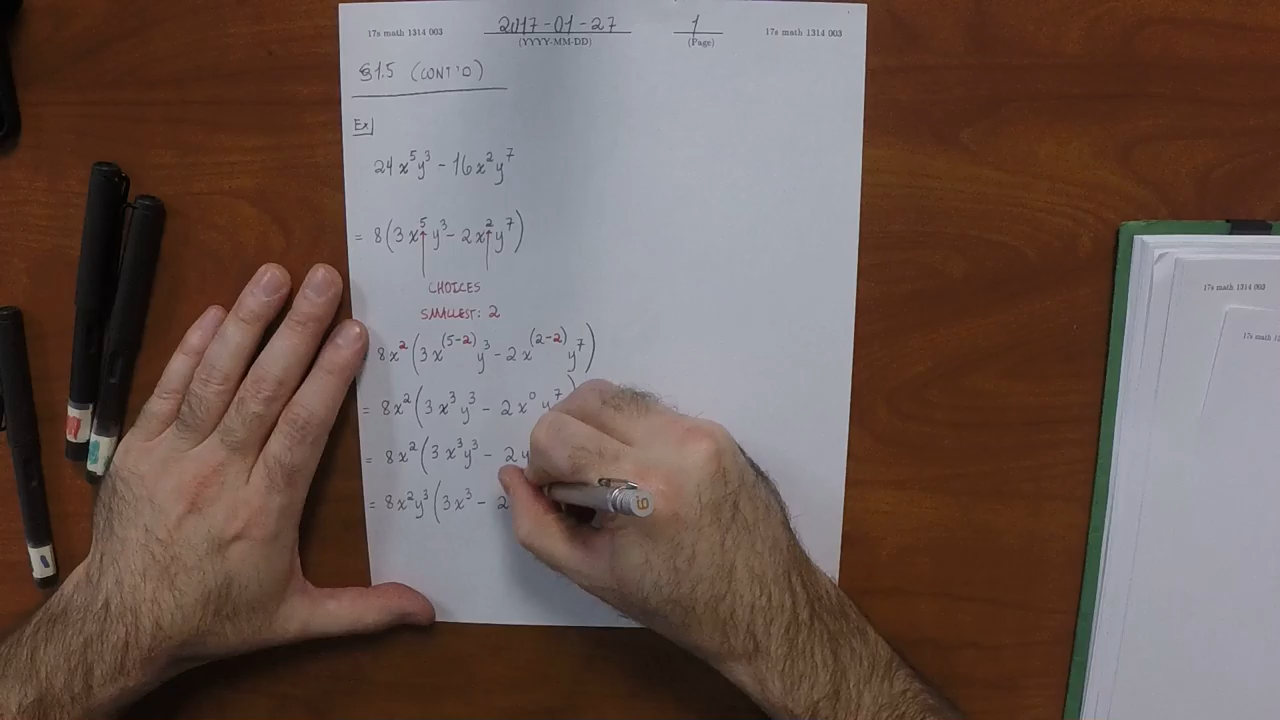 17s math 1314 003 2017-01-27 1 17s math 1314 003
(YYYY-MM-DD) (Page)
§1.5 (CONT'D)
Ex
24x⁵y³ - 16x²y⁷
= 8(3x⁵y³ - 2x²y⁷)
CHOICES
SMALLEST: 2
= 8x²(3x⁽⁵⁻²⁾y³ - 2x⁽²⁻²⁾y⁷)
= 8x²(3x³y³ - 2x⁰y⁷)
= 8x²(3x³y³ - 2y
= 8x²y³(3x³ - 2
17s math 1314 003
17s math 13